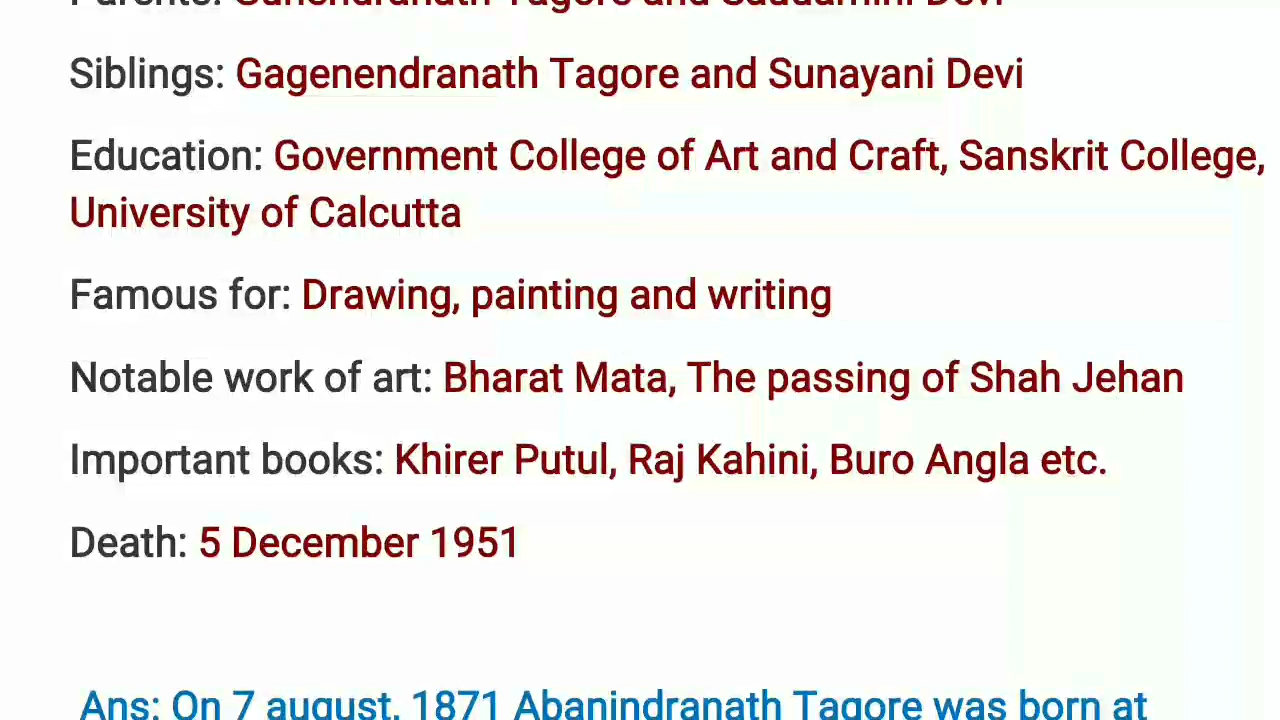 Siblings: Gagenendranath Tagore and Sunayani Devi
Education: Government College of Art and Craft, Sanskrit College,
University of Calcutta
Famous for: Drawing, painting and writing
Notable work of art: Bharat Mata, The passing of Shah Jehan
Important books: Khirer Putul, Raj Kahini, Buro Angla etc.
Death: 5 December 1951
Ans: On 7 august, 1871 Abanindranath Tagore was born at